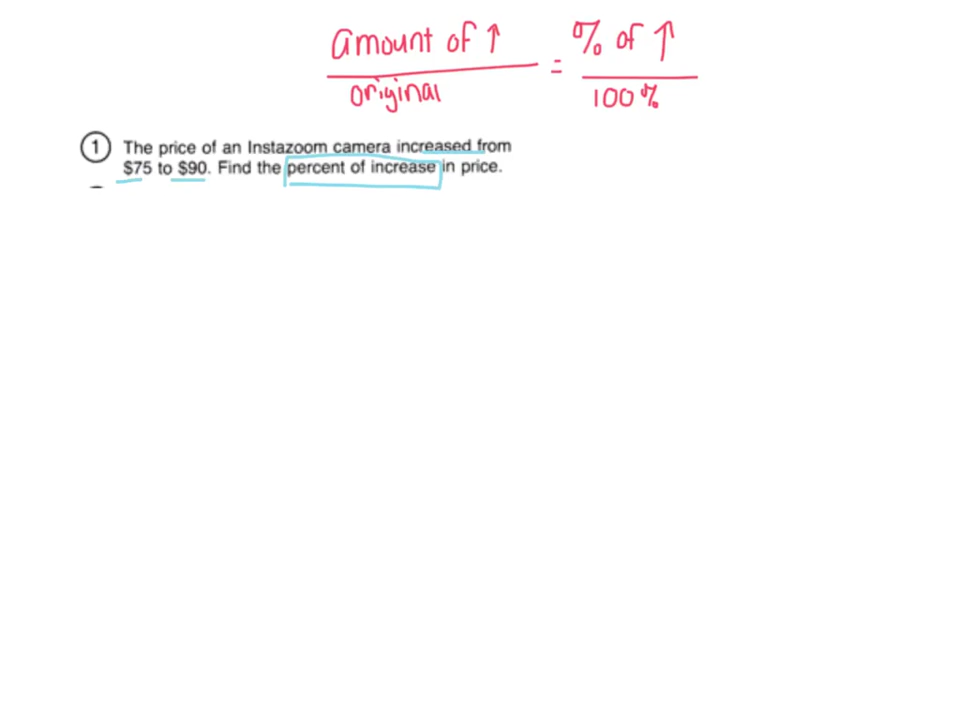 amount of ↑ = % of ↑
original 100%
① The price of an Instazoom camera increased from
$75 to $90. Find the percent of increase in price.